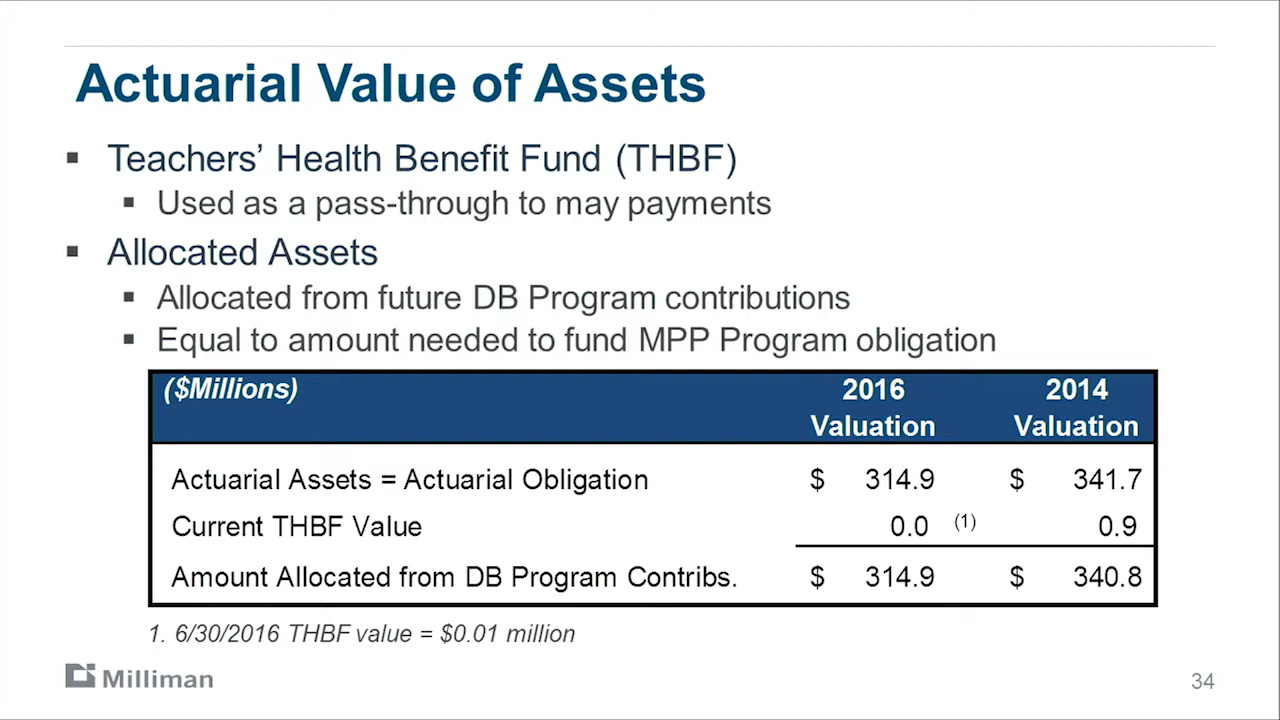 Actuarial Value of Assets
▪ Teachers’ Health Benefit Fund (THBF)
▪ Used as a pass-through to may payments
▪ Allocated Assets
▪ Allocated from future DB Program contributions
▪ Equal to amount needed to fund MPP Program obligation
($Millions) 2016 2014
Valuation Valuation
Actuarial Assets = Actuarial Obligation $ 314.9 $ 341.7
Current THBF Value 0.0 (1) 0.9
Amount Allocated from DB Program Contribs. $ 314.9 $ 340.8
1. 6/30/2016 THBF value = $0.01 million
Milliman 34